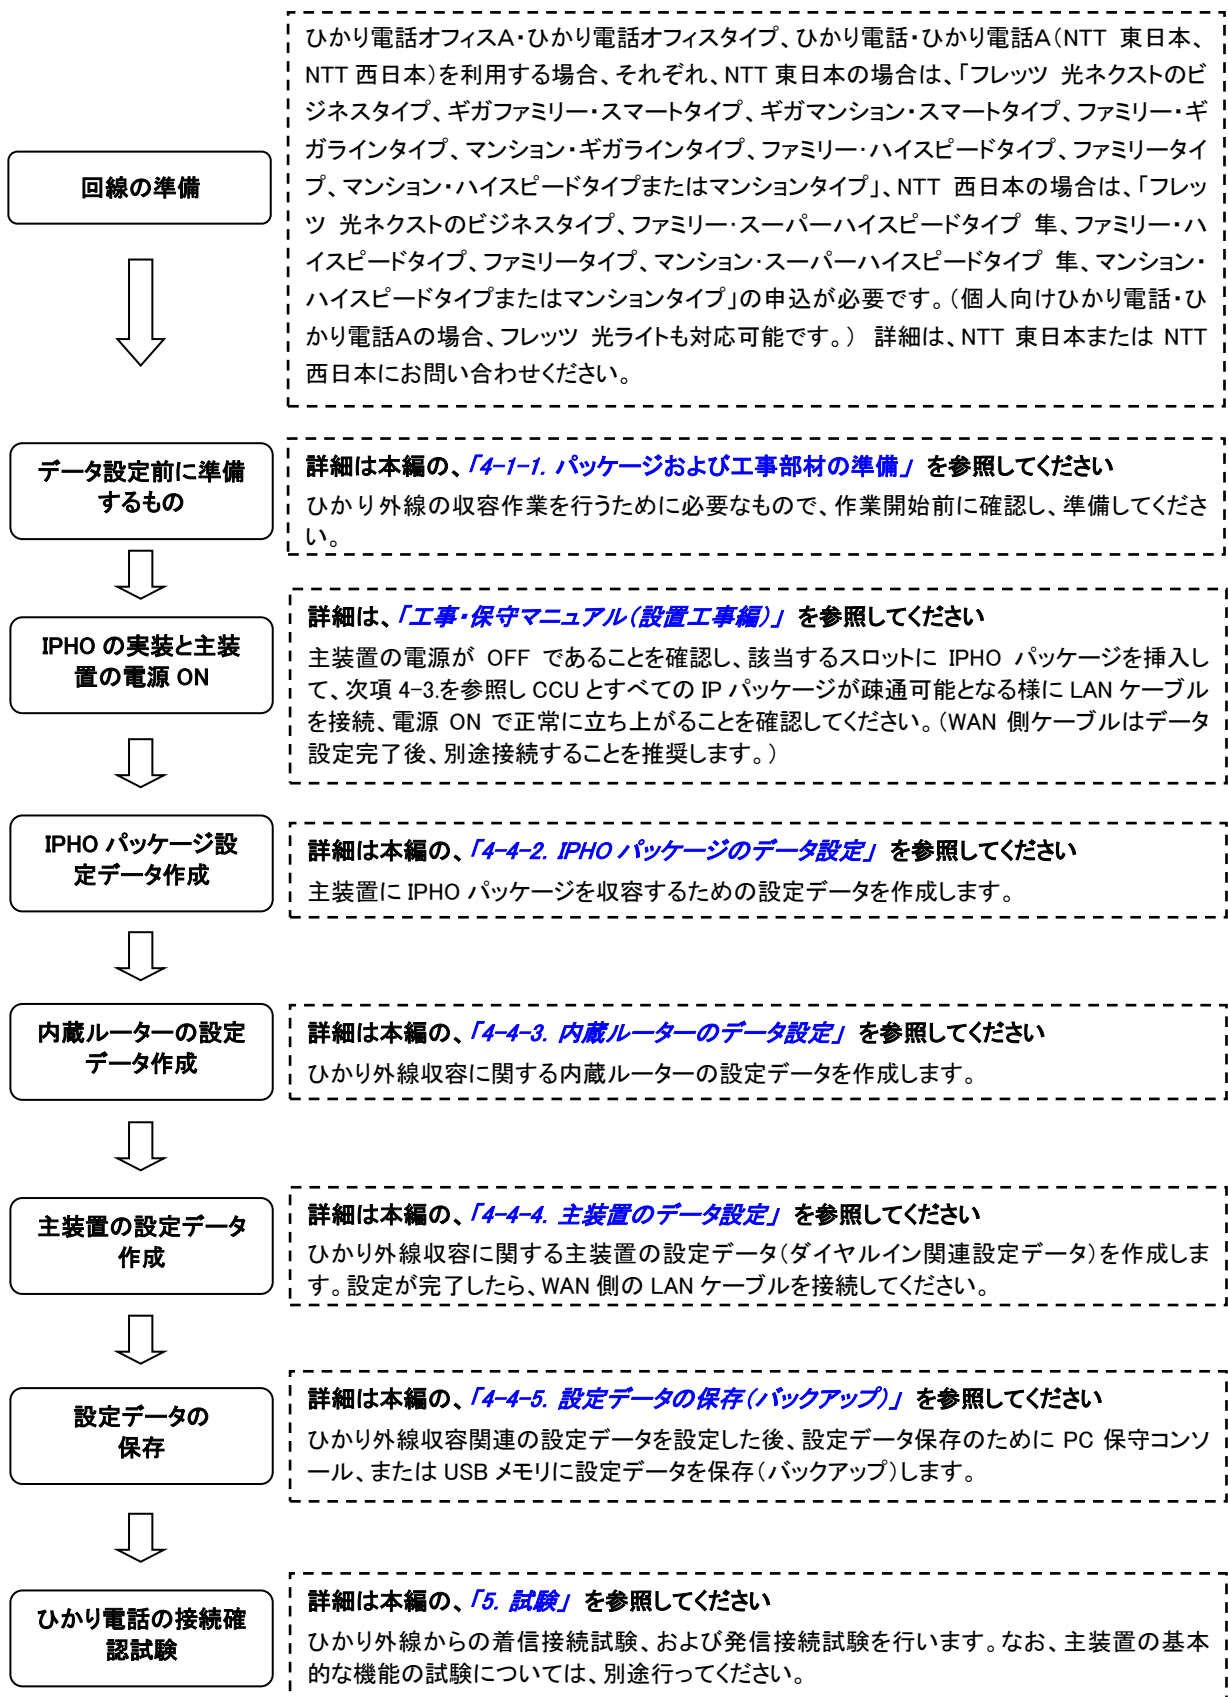 回線の準備
ひかり電話オフィスA・ひかり電話オフィスタイプ、ひかり電話・ひかり電話A(NTT 東日本、
NTT 西日本)を利用する場合、それぞれ、NTT 東日本の場合は、「フレッツ 光ネクストのビ
ジネスタイプ、ギガファミリー・スマートタイプ、ギガマンション・スマートタイプ、ファミリー・ギ
ガラインタイプ、マンション・ギガラインタイプ、ファミリー・ハイスピードタイプ、ファミリータイ
プ、マンション・ハイスピードタイプまたはマンションタイプ」、NTT 西日本の場合は、「フレッ
ツ 光ネクストのビジネスタイプ、ファミリー・スーパーハイスピードタイプ 隼、ファミリー・ハ
イスピードタイプ、ファミリータイプ、マンション・スーパーハイスピードタイプ 隼、マンション・
ハイスピードタイプまたはマンションタイプ」の申込が必要です。(個人向けひかり電話・ひ
かり電話Aの場合、フレッツ 光ライトも対応可能です。) 詳細は、NTT 東日本または NTT
西日本にお問い合わせください。
データ設定前に準備
するもの
詳細は本編の、「4-1-1. パッケージおよび工事部材の準備」 を参照してください
ひかり外線の収容作業を行うために必要なもので、作業開始前に確認し、準備してくださ
い。
IPHO の実装と主装
置の電源 ON
詳細は、「工事・保守マニュアル(設置工事編)」 を参照してください
主装置の電源が OFF であることを確認し、該当するスロットに IPHO パッケージを挿入し
て、次項 4-3.を参照し CCU とすべての IP パッケージが疎通可能となる様に LAN ケーブル
を接続、電源 ON で正常に立ち上がることを確認してください。(WAN 側ケーブルはデータ
設定完了後、別途接続することを推奨します。)
IPHO パッケージ設
定データ作成
詳細は本編の、「4-4-2. IPHO パッケージのデータ設定」 を参照してください
主装置に IPHO パッケージを収容するための設定データを作成します。
内蔵ルーターの設定
データ作成
詳細は本編の、「4-4-3. 内蔵ルーターのデータ設定」 を参照してください
ひかり外線収容に関する内蔵ルーターの設定データを作成します。
主装置の設定データ
作成
詳細は本編の、「4-4-4. 主装置のデータ設定」 を参照してください
ひかり外線収容に関する主装置の設定データ(ダイヤルイン関連設定データ)を作成しま
す。設定が完了したら、WAN 側の LAN ケーブルを接続してください。
設定データの
保存
詳細は本編の、「4-4-5. 設定データの保存(バックアップ)」 を参照してください
ひかり外線収容関連の設定データを設定した後、設定データ保存のために PC 保守コンソ
ール、または USB メモリに設定データを保存(バックアップ)します。
ひかり電話の接続確
認試験
詳細は本編の、「5. 試験」 を参照してください
ひかり外線からの着信接続試験、および発信接続試験を行います。なお、主装置の基本
的な機能の試験については、別途行ってください。